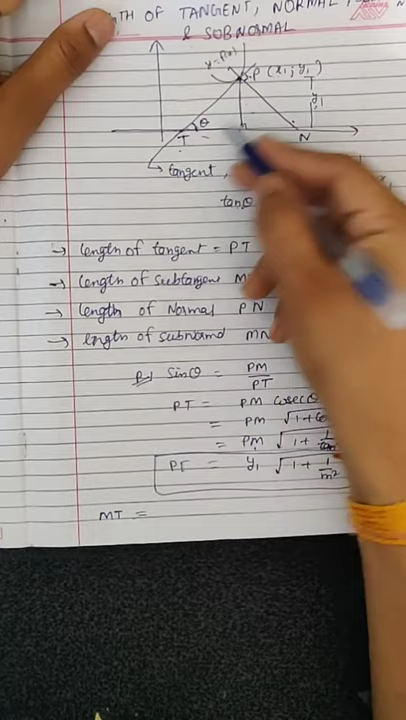 OF TANGENT, NORMAL,
& SUBNORMAL
y=f(x)
P (x1, y1)
y1
θ
T
N
tangent,
tanθ
→ length of tangent = PT
→ length of subtangent M
→ length of Normal PN
→ length of subnormal MN
Sinθ = PM/PT
PT = PM cosecθ
= PM √1+
= PM √1+ 1/
PT = y1 √1+ 1/m²
MT =